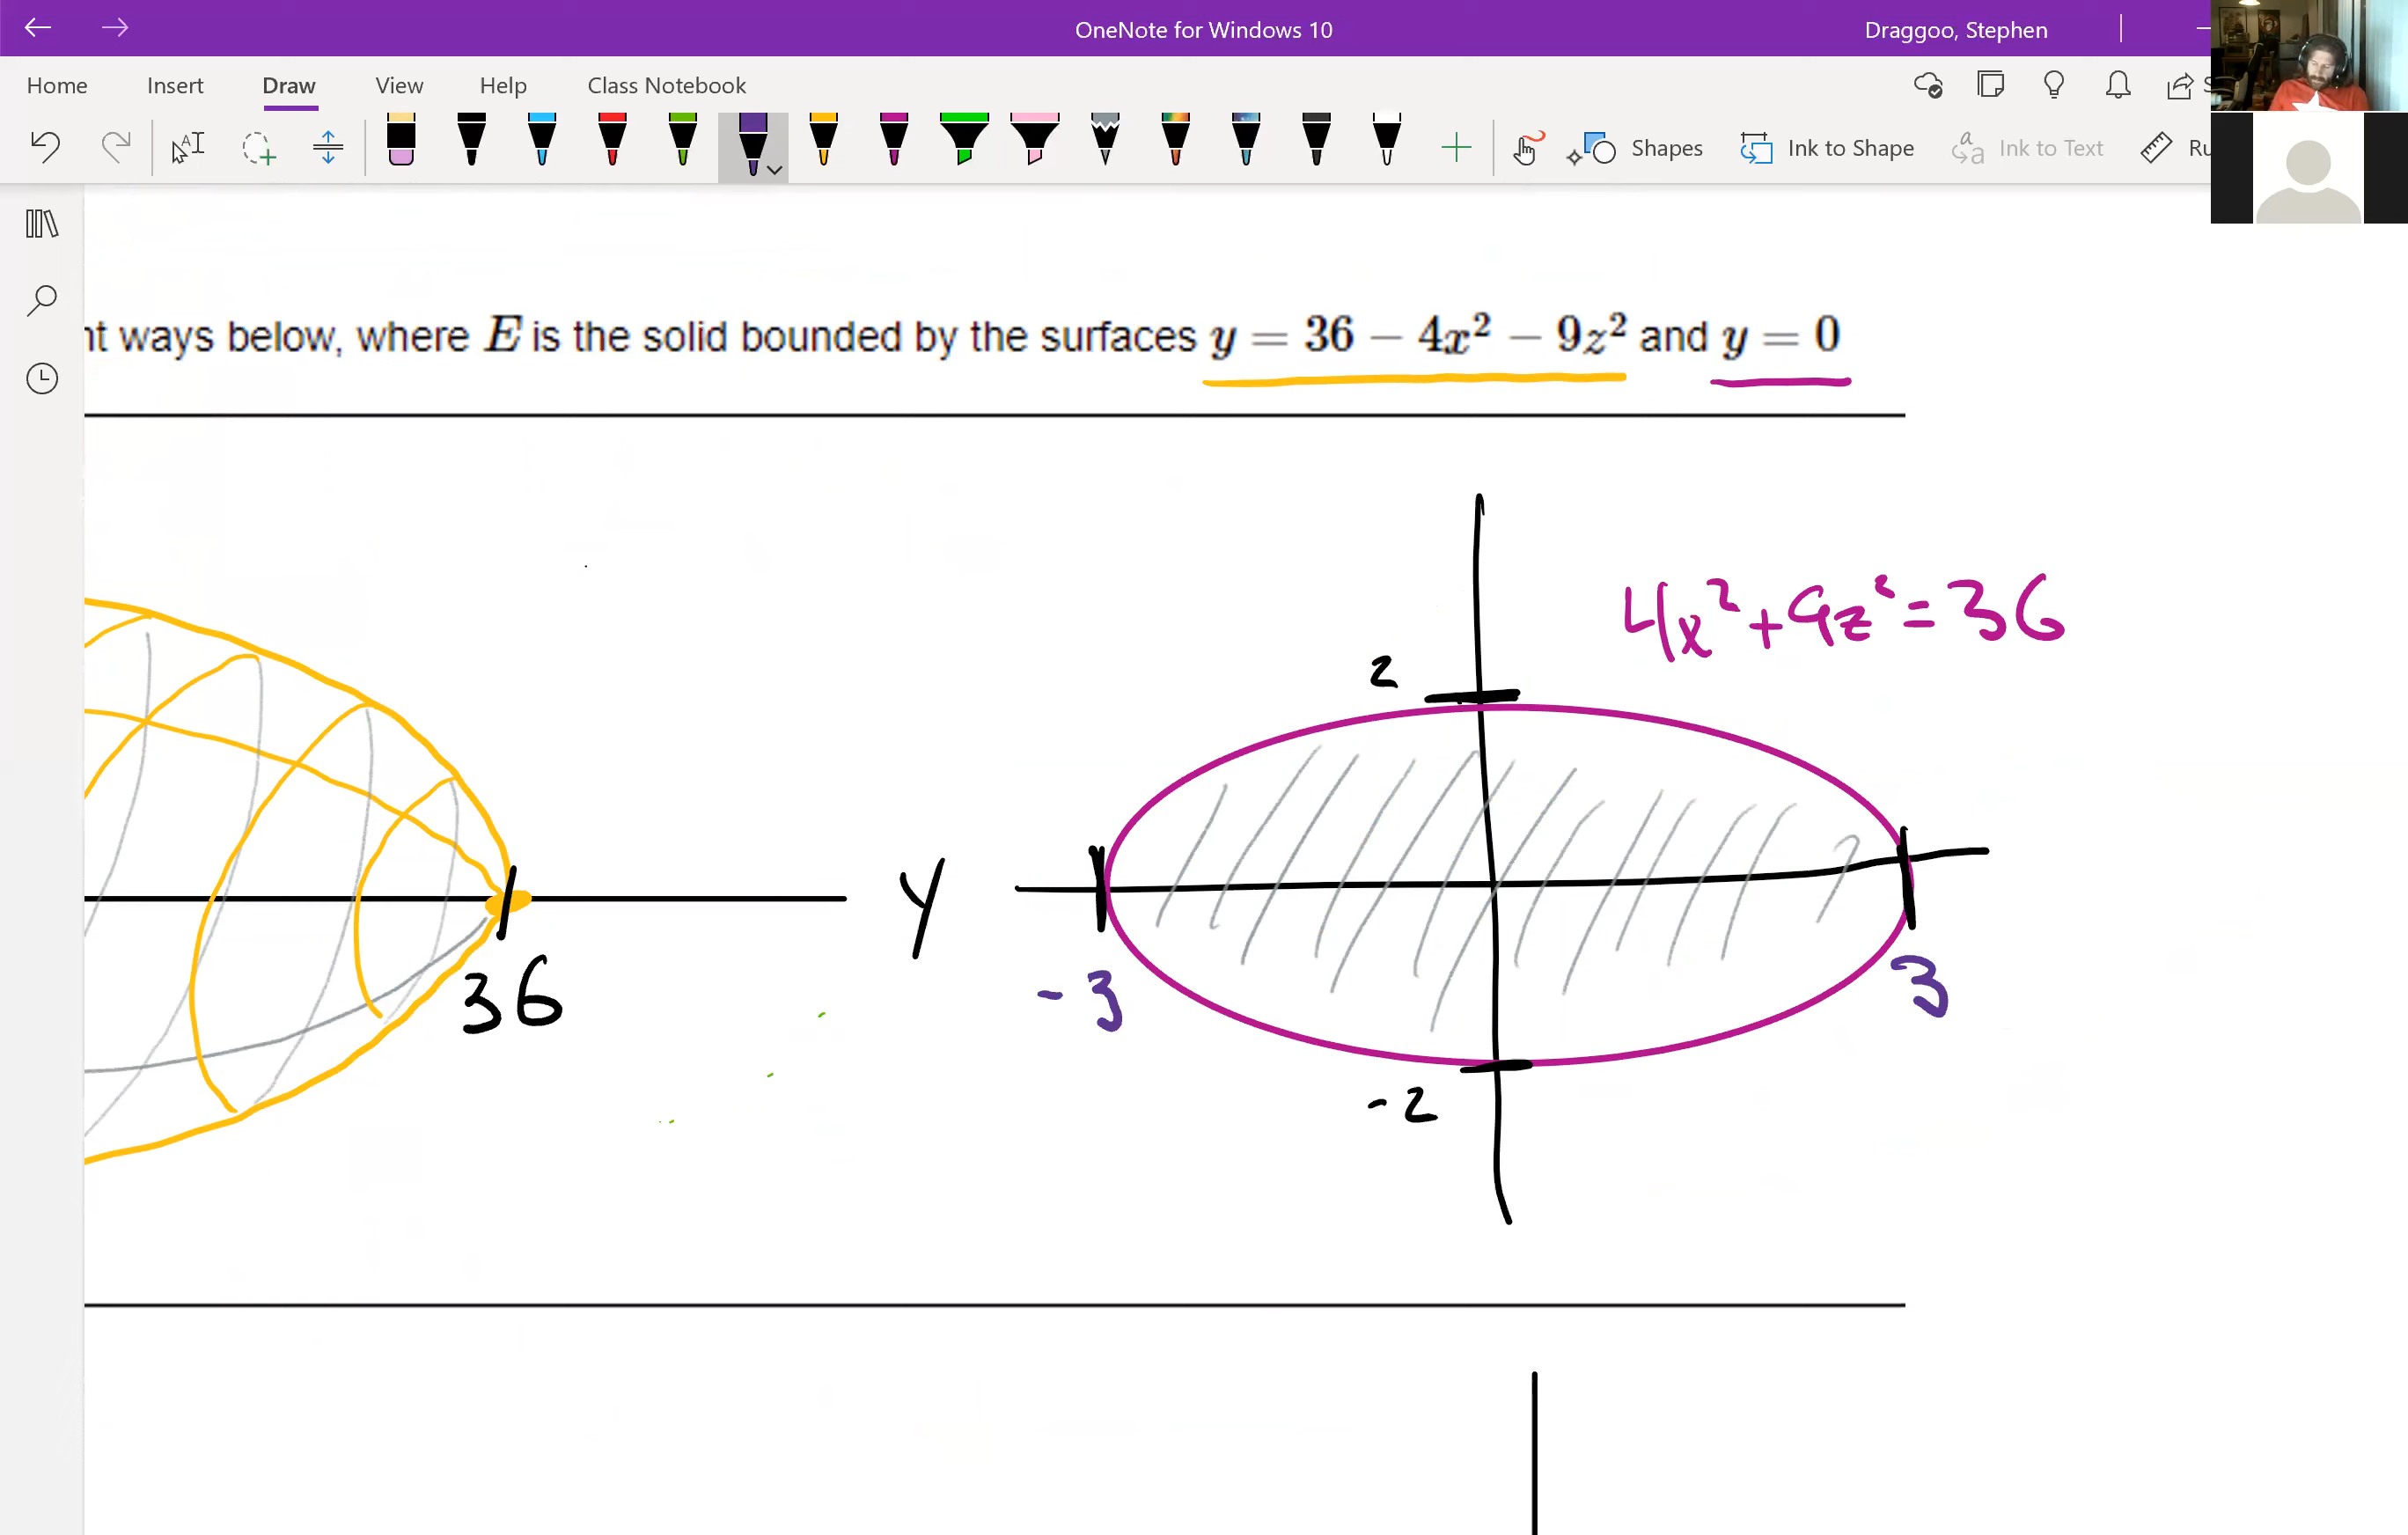 OneNote for Windows 10
Draggoo, Stephen
Home Insert Draw View Help Class Notebook
Shapes Ink to Shape Ink to Text
nt ways below, where E is the solid bounded by the surfaces y = 36 − 4x² − 9z² and y = 0
4x² + 9z² = 36
2
Y
-3
3
36
-2